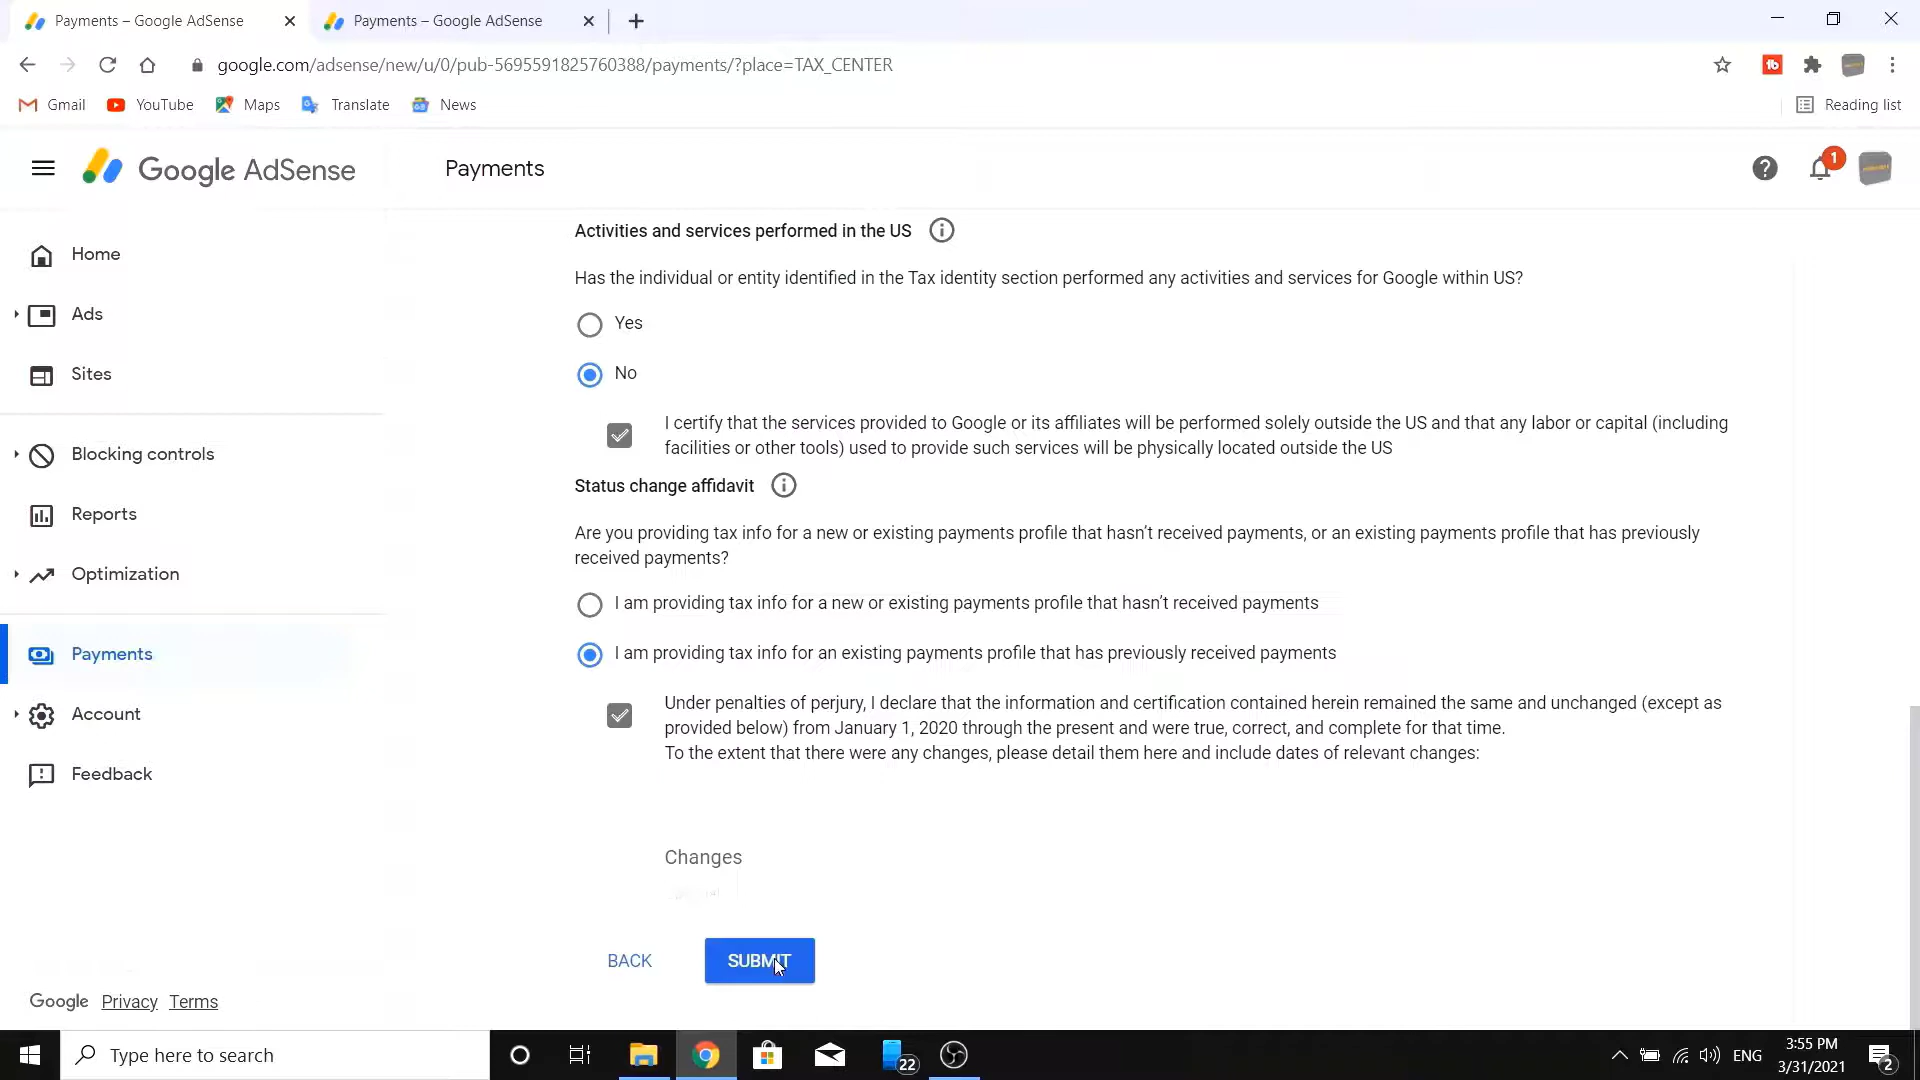 Payments – Google AdSense
Payments – Google AdSense
google.com/adsense/new/u/0/pub-5695591825760388/payments/?place=TAX_CENTER
Gmail
YouTube
Maps
Translate
News
Reading list
Google AdSense
Payments
1
Home
Ads
Sites
Blocking controls
Reports
Optimization
Payments
Account
Feedback
Google Privacy Terms
Activities and services performed in the US
Has the individual or entity identified in the Tax identity section performed any activities and services for Google within US?
Yes
No
I certify that the services provided to Google or its affiliates will be performed solely outside the US and that any labor or capital (including
facilities or other tools) used to provide such services will be physically located outside the US
Status change affidavit
Are you providing tax info for a new or existing payments profile that hasn't received payments, or an existing payments profile that has previously
received payments?
I am providing tax info for a new or existing payments profile that hasn't received payments
I am providing tax info for an existing payments profile that has previously received payments
Under penalties of perjury, I declare that the information and certification contained herein remained the same and unchanged (except as
provided below) from January 1, 2020 through the present and were true, correct, and complete for that time.
To the extent that there were any changes, please detail them here and include dates of relevant changes:
Changes
BACK
SUBMIT
Type here to search
22
ENG
3:55 PM
3/31/2021
2